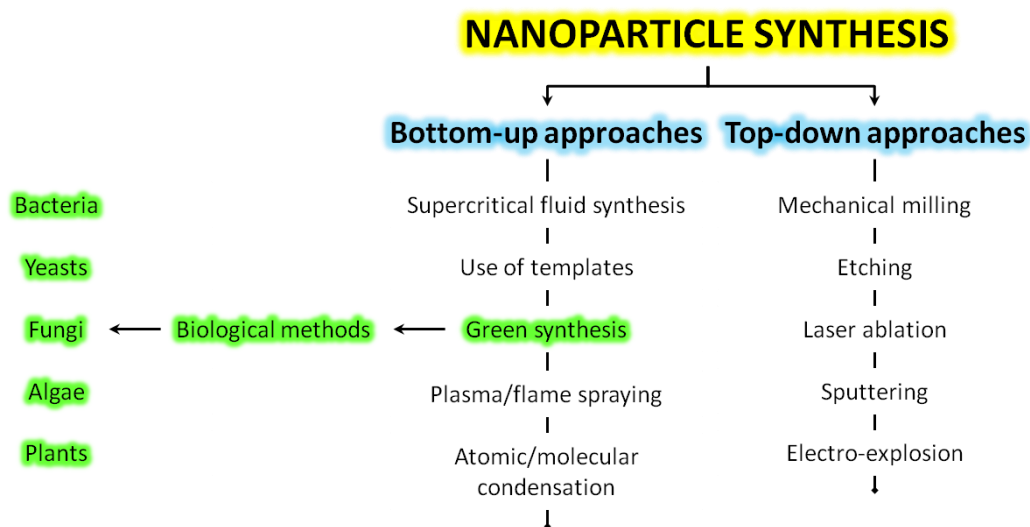 NANOPARTICLE SYNTHESIS
Bottom-up approaches
Top-down approaches
Bacteria
Supercritical fluid synthesis
Mechanical milling
Yeasts
Use of templates
Etching
Fungi
Biological methods
Green synthesis
Laser ablation
Algae
Plasma/flame spraying
Sputtering
Plants
Atomic/molecular
condensation
Electro-explosion